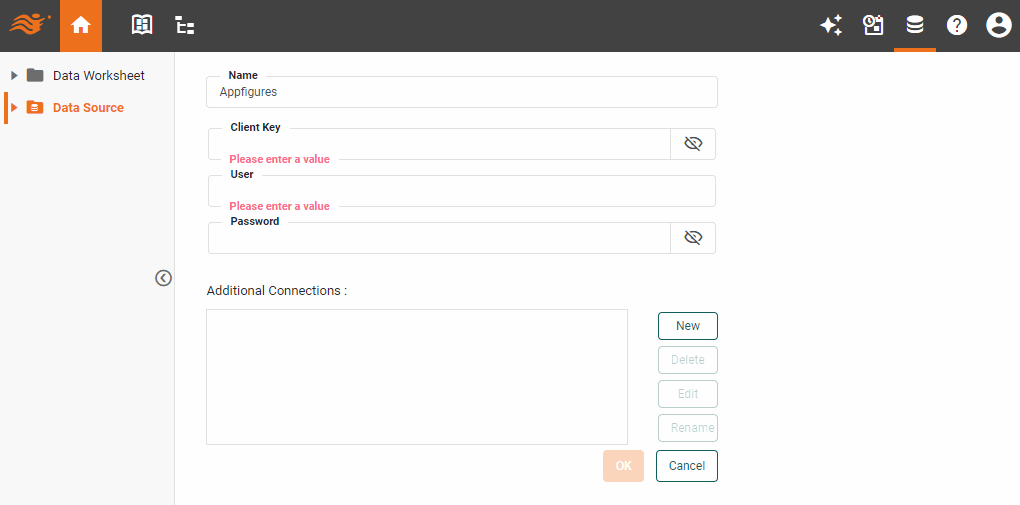 Data Worksheet
Data Source
Name
Appfigures
Client Key
Please enter a value
User
Please enter a value
Password
Additional Connections :
New
Delete
Edit
Rename
OK
Cancel